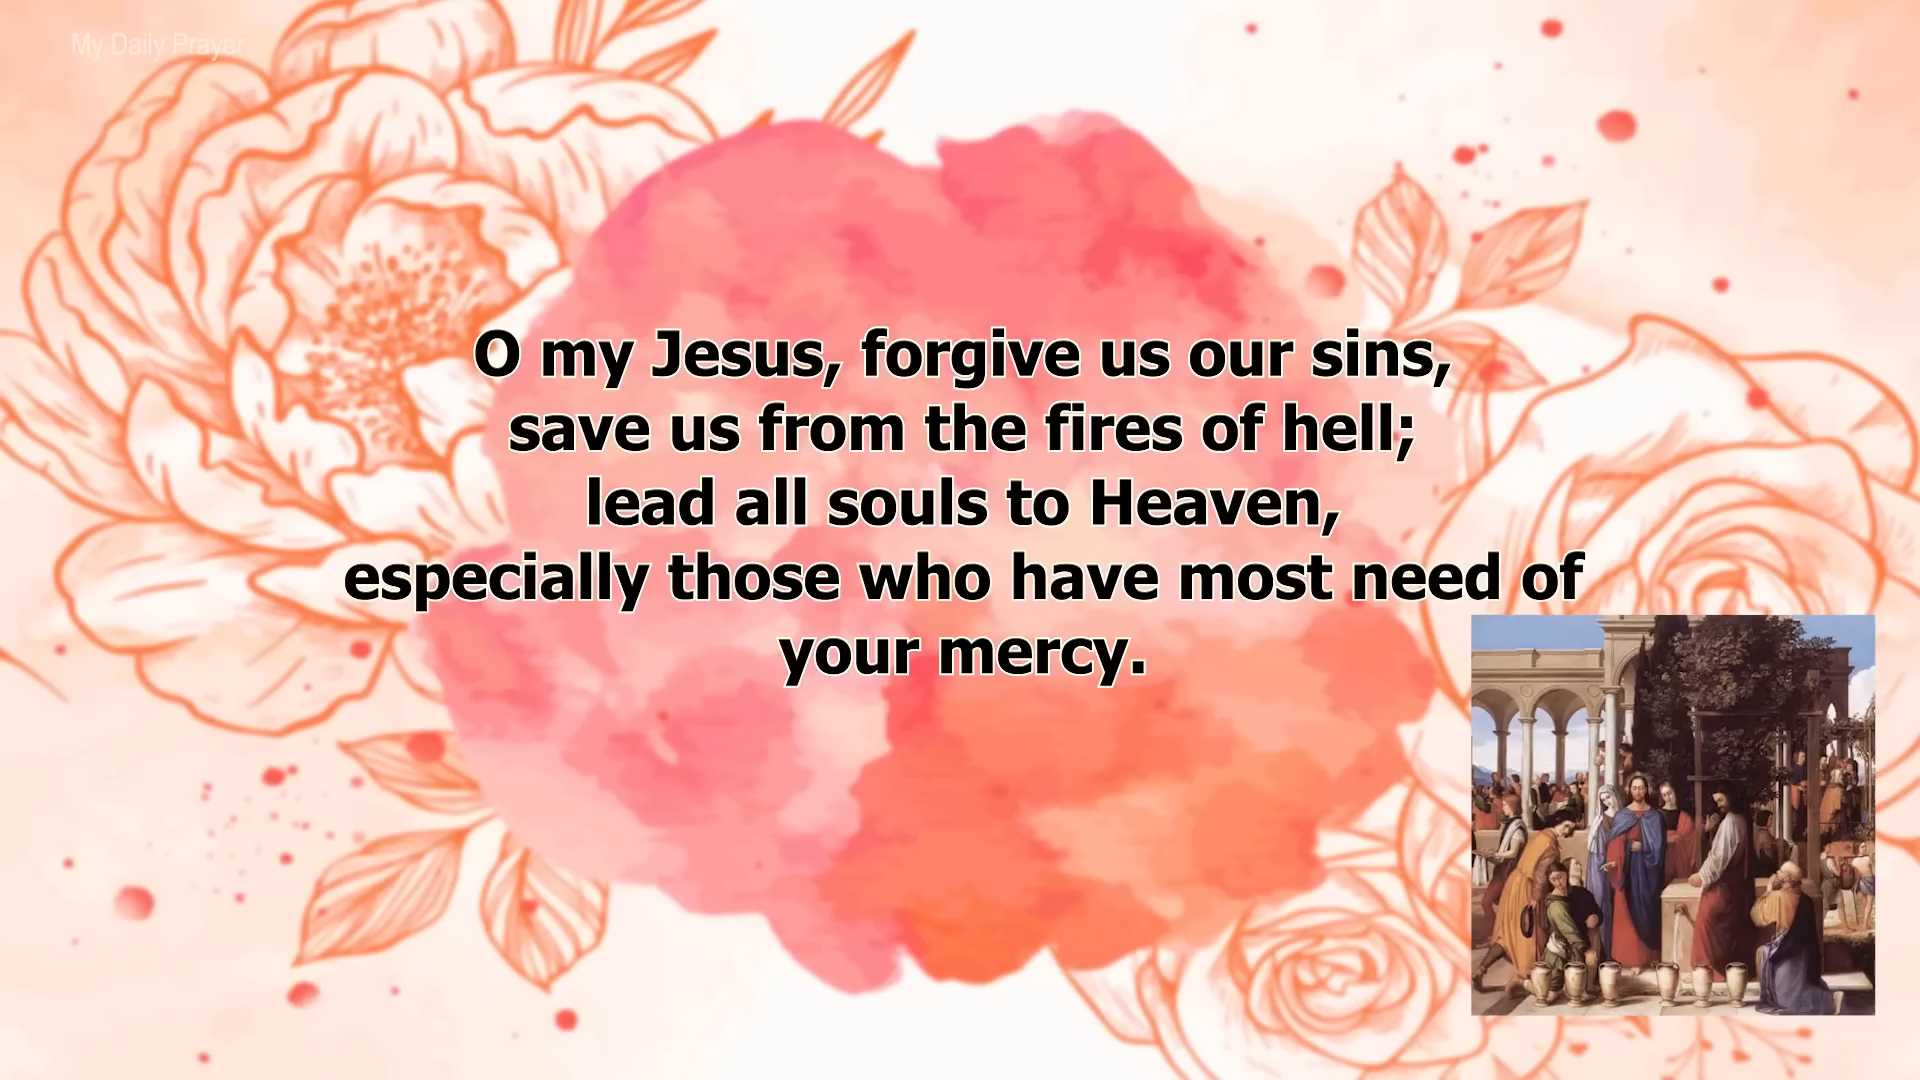 My Daily Prayer
O my Jesus, forgive us our sins,
save us from the fires of hell;
lead all souls to Heaven,
especially those who have most need of
your mercy.